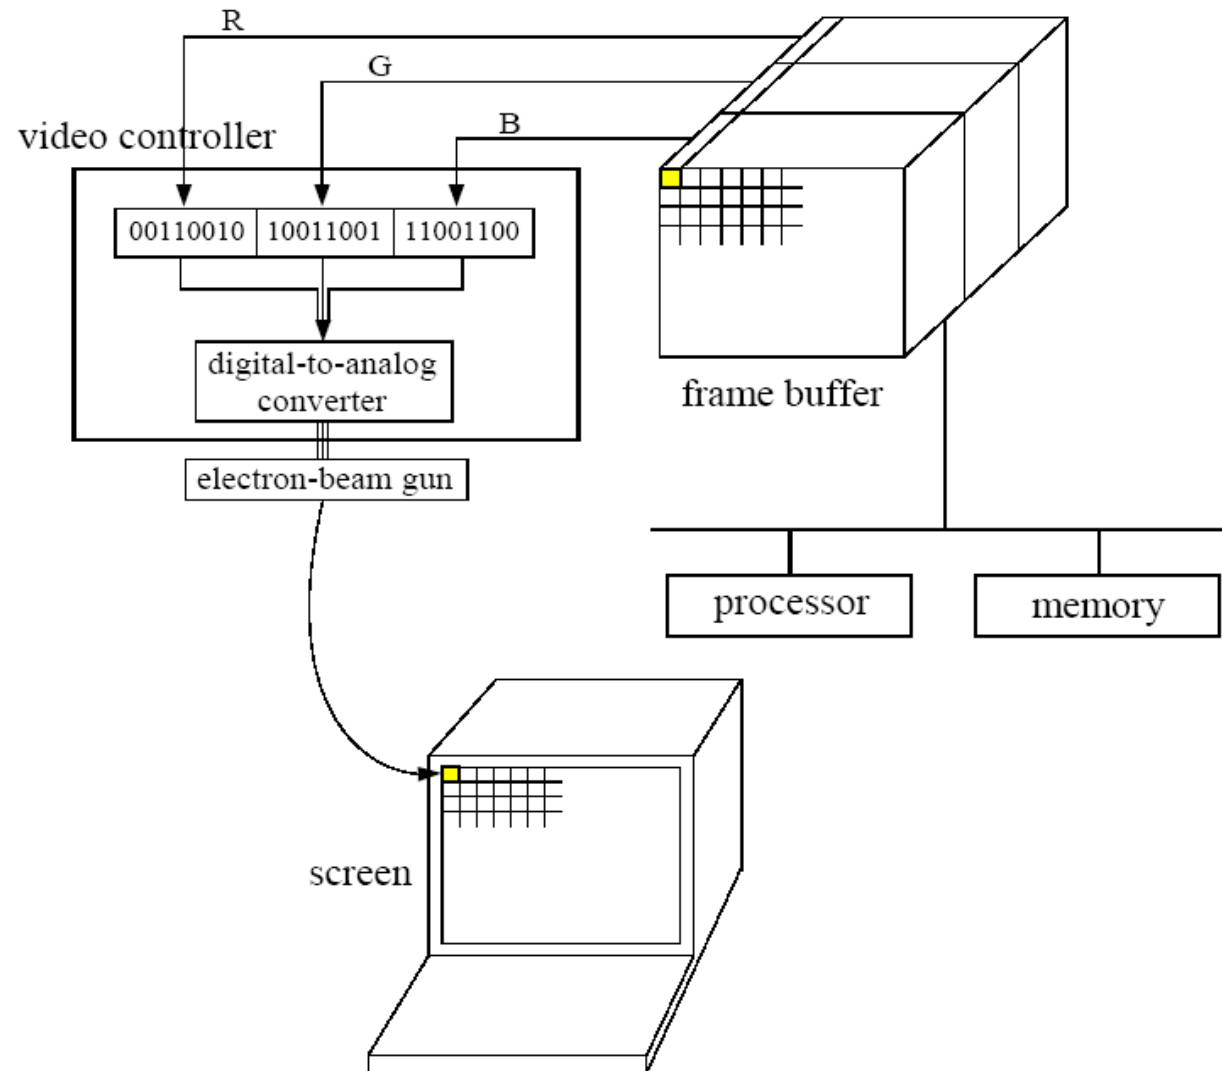 R
G
B
video controller
00110010 10011001 11001100
digital-to-analog
converter
frame buffer
electron-beam gun
processor memory
screen